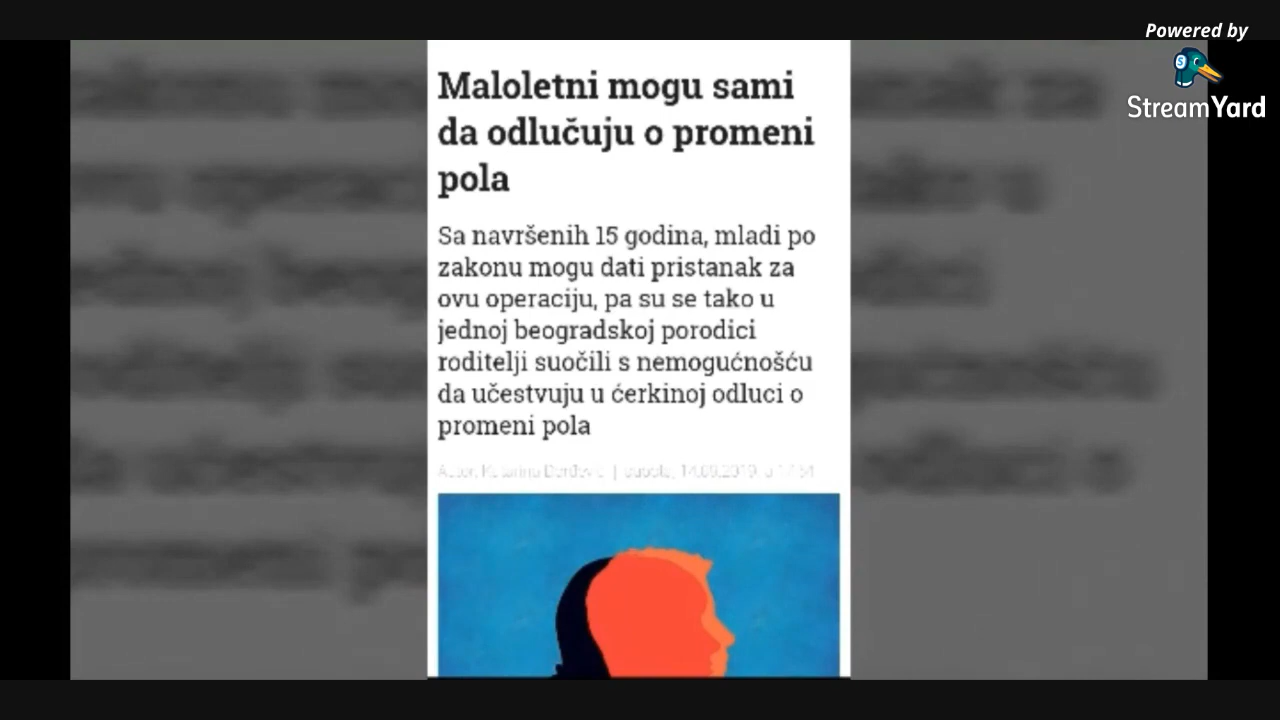 Powered by
StreamYard
Maloletni mogu sami
da odlučuju o promeni
pola
Sa navršenih 15 godina, mladi po
zakonu mogu dati pristanak za
ovu operaciju, pa su se tako u
jednoj beogradskoj porodici
roditelji suočili s nemogućnošću
da učestvuju u ćerkinoj odluci o
promeni pola